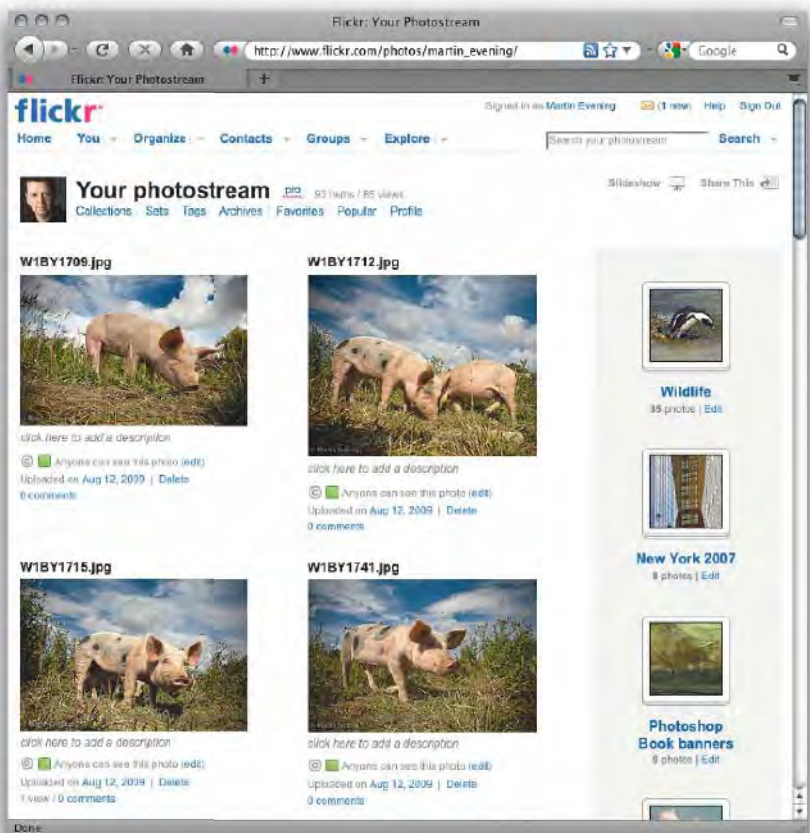 Flickr: Your Photostream
http://www.flickr.com/photos/martin_evening/
Google
Flickr: Your Photostream
flickr
Signed in as Martin Evening (1 new) Help Sign Out
Home You Organize Contacts Groups Explore
Search your photostream Search
Your photostream pro 93 items / 85 views
Slideshow Share This
Collections Sets Tags Archives Favorites Popular Profile
W1BY1709.jpg
click here to add a description
© Anyone can see this photo (edit)
Uploaded on Aug 12, 2009 | Delete
0 comments
W1BY1712.jpg
click here to add a description
© Anyone can see this photo (edit)
Uploaded on Aug 12, 2009 | Delete
0 comments
W1BY1715.jpg
click here to add a description
© Anyone can see this photo (edit)
Uploaded on Aug 12, 2009 | Delete
1 view / 0 comments
W1BY1741.jpg
click here to add a description
© Anyone can see this photo (edit)
Uploaded on Aug 12, 2009 | Delete
0 comments
Wildlife
35 photos | Edit
New York 2007
photos | Edit
Photoshop
Book banners
photos | Edit
Done